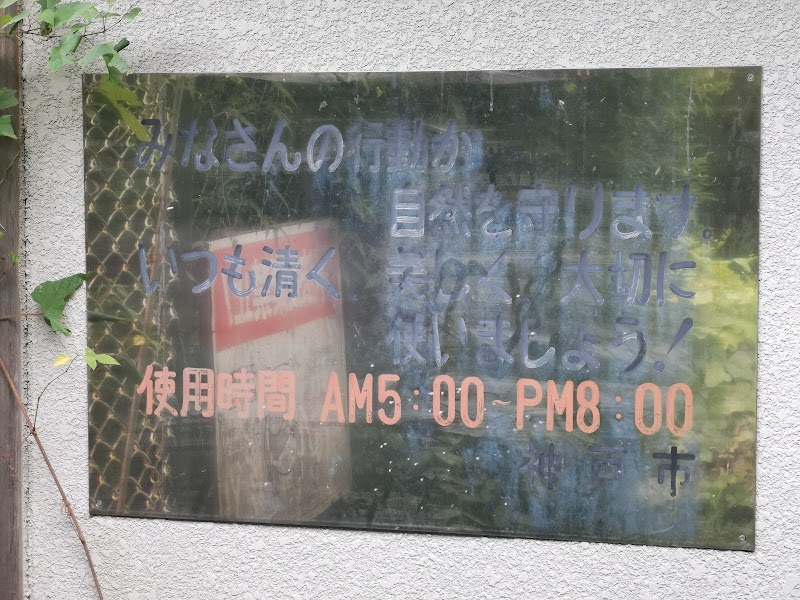 みなさんの行動が
自然を守ります。
いつも清く、美しく、大切に
使いましょう!
使用時間 AM5:00~PM8:00
神戸市